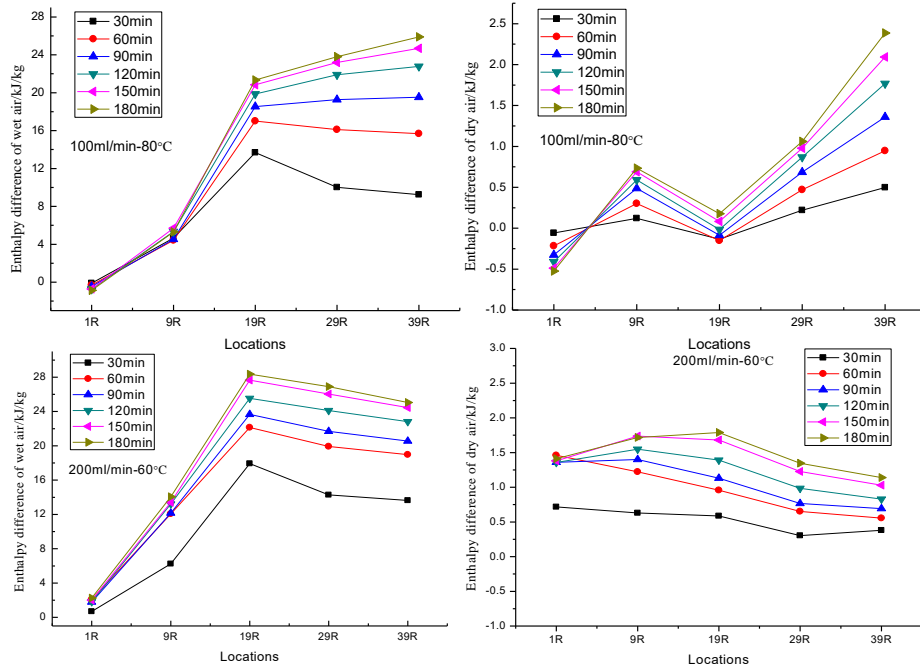 Enthalpy difference of wet air/kJ/kg
28
24
20
16
12
8
4
0
30min
60min
90min
120min
150min
180min
100ml/min-80°C
1R 9R 19R 29R 39R
Locations
Enthalpy difference of dry air/kJ/kg
2.5
2.0
1.5
1.0
0.5
0.0
-0.5
-1.0
30min
60min
90min
120min
150min
180min
100ml/min-80°C
1R 9R 19R 29R 39R
Locations
Enthalpy difference of wet air/kJ/kg
28
24
20
16
12
8
4
0
30min
60min
90min
120min
150min
180min
200ml/min-60°C
1R 9R 19R 29R 39R
Locations
Enthalpy difference of dry air/kJ/kg
3.0
2.5
2.0
1.5
1.0
0.5
0.0
-0.5
-1.0
200ml/min-60°C
30min
60min
90min
120min
150min
180min
1R 9R 19R 29R 39R
Locations